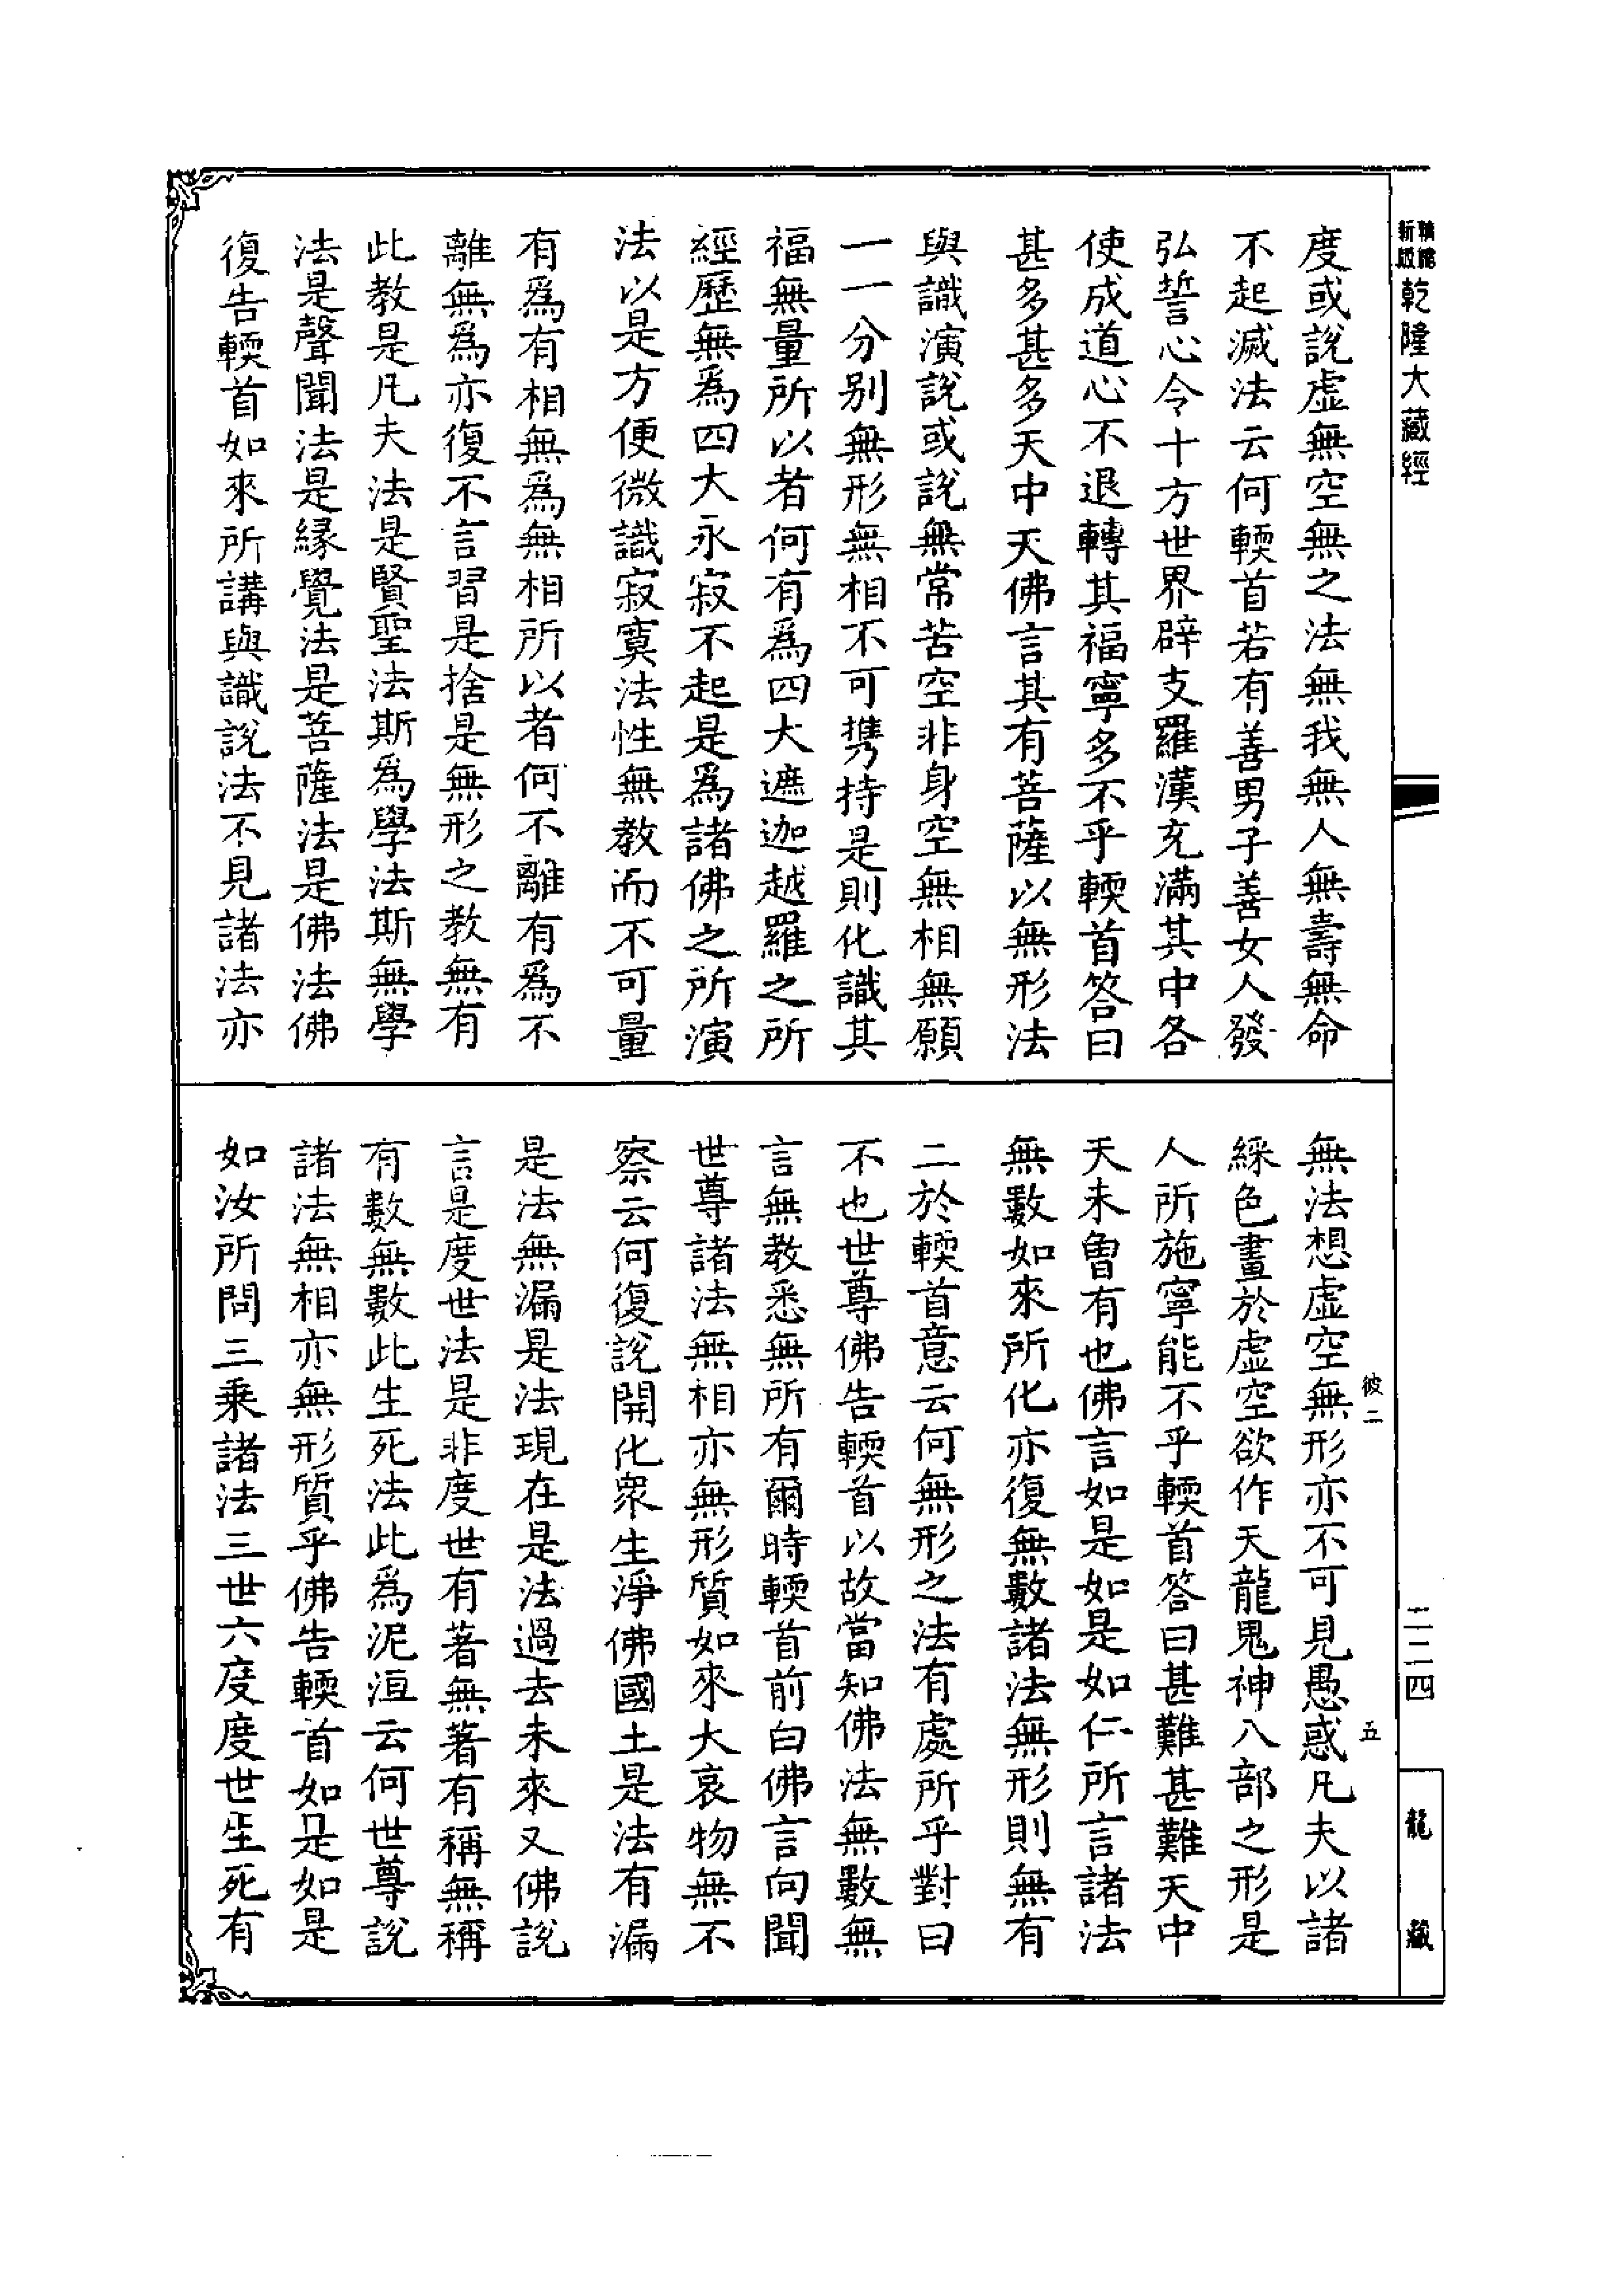 乾隆大藏經
度或說虛無空無之法無我無人無壽無命
不起滅法云何輭首若有善男子善女人發
弘誓心令十方世界辟支羅漢充滿其中各
使成道心不退轉其福寧多不乎輭首答曰
甚多甚多天中天佛言其有菩薩以無形法
與識演說或說無常苦空非身空無相無願
一一分別無形無相不可攜持是則化識其
福無量所以者何有為四大遮迦越羅之所
經歷無為四大永寂不起是為諸佛之所演
法以是方便微識寂寞法性無教而不可量
有為有相無為無相所以者何不離有為不
離無為亦復不言習是捨是無形之教無有
此教是凡夫法是賢聖法斯為學法斯無學
法是聲聞法是緣覺法是菩薩法是佛法佛
復告輭首如來所講與識說法不見諸法亦
無法想虛空無形亦不可見愚惑凡夫以諸
綵色畫於虛空欲作天龍鬼神八部之形是
人所施寧能不乎輭首答曰甚難甚難天中
天未曾有也佛言如是如是如仁所言諸法
無數如來所化亦復無數諸法無形則無有
二於輭首意云何無形之法有處所乎對曰
不也世尊佛告輭首以故當知佛法無數無
言無教悉無所有爾時輭首前白佛言向聞
世尊諸法無相亦無形質如來大哀物無不
察云何復說開化眾生淨佛國土是法有漏
是法無漏是法現在是法過去未來又佛說
言是度世法是非度世有著無著有稱無稱
有數無數此生死法此為泥洹云何世尊說
諸法無相亦無形質乎佛告輭首如是如是
如汝所問三乘諸法三世六度度世生死有
彼二
五
二二四
龍藏